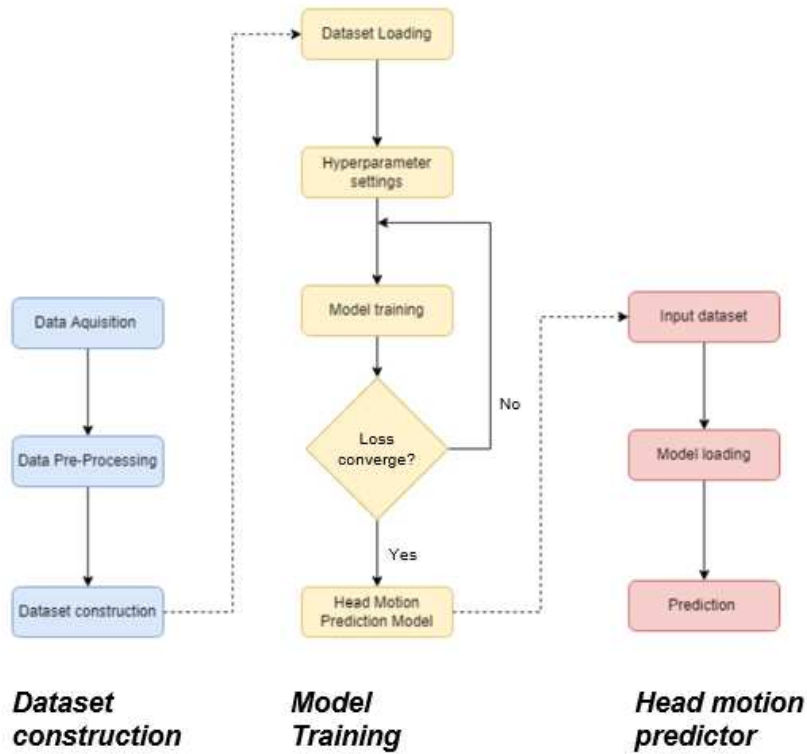 Dataset Loading
Hyperparameter
settings
Model training
Loss
converge?
No
Yes
Head Motion
Prediction Model
Data Aquisition
Data Pre-Processing
Dataset construction
Input dataset
Model loading
Prediction
Dataset
construction
Model
Training
Head motion
predictor